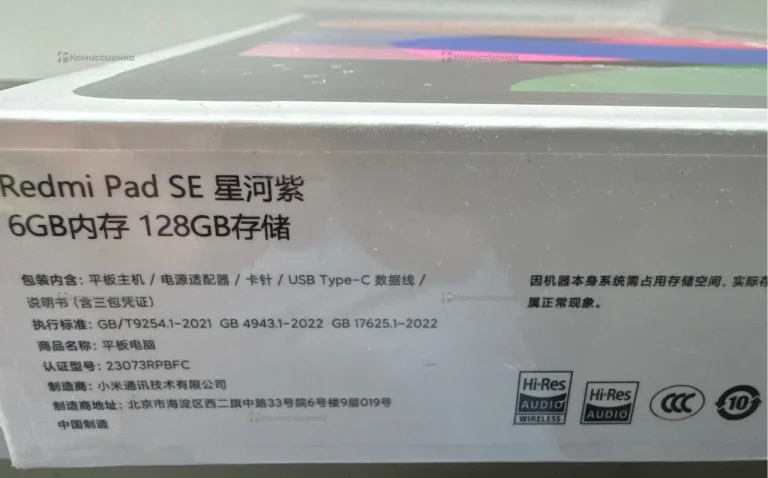 Комиссионка
Комиссионка
Redmi Pad SE 星河紫
6GB内存 128GB存储
包装内含: 平板主机 / 电源适配器 / 卡针 / USB Type-C 数据线 /
说明书 (含三包凭证)
执行标准: GB/T9254.1-2021 GB 4943.1-2022 GB 17625.1-2022
商品名称: 平板电脑
认证型号: 23073RPBFC
制造商: 小米通讯技术有限公司
制造商地址: 北京市海淀区西二旗中路33号院6号楼9层019号
中国制造
因机器本身系统需占用存储空间, 实际存
属正常现象。
Комиссионка
Комиссионка
Hi-Res
AUDIO
WIRELESS
Hi-Res
AUDIO
CCC
10